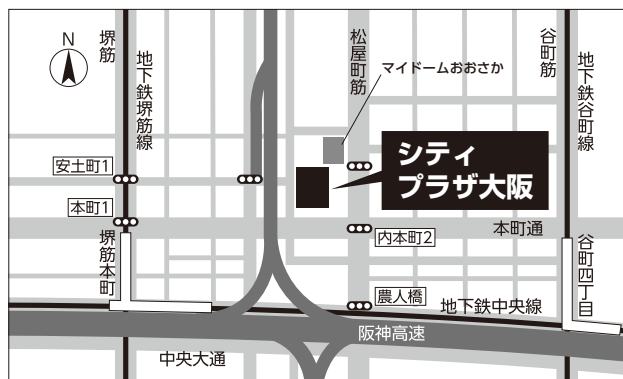 N
堺筋
地下鉄堺筋線
松屋町筋
マイドームおおさか
谷町筋
地下鉄谷町線
シティ
プラザ大阪
安土町1
本町1
内本町2
本町通
堺筋本町
谷町四丁目
農人橋
地下鉄中央線
阪神高速
中央大通